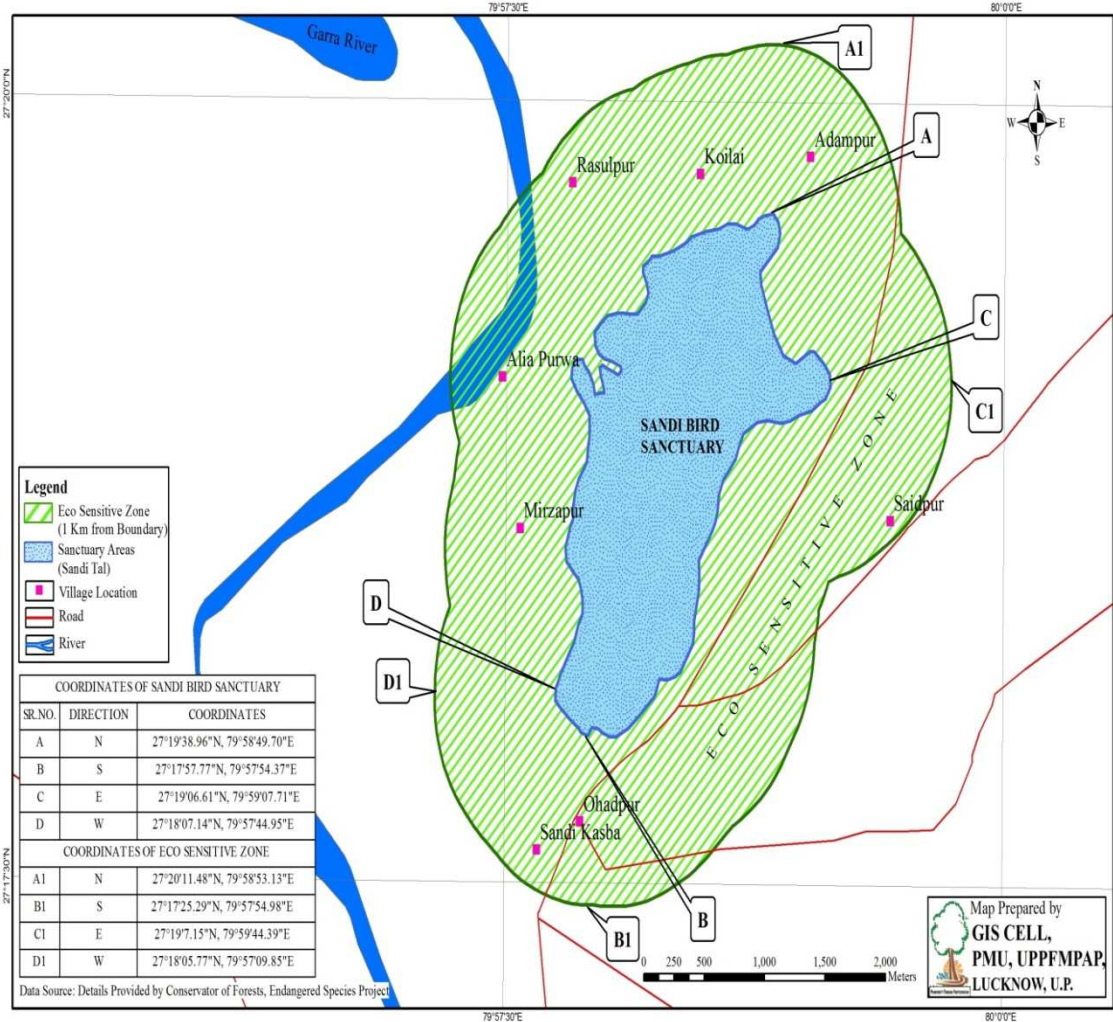 79°57'30"E
80°0'0"E
27°20'0"N
Garra River
A1
N
W
E
S
A
Rasulpur
Koilai
Adampur
C
C1
Alia Purwa
SANDI BIRD
SANCTUARY
Mirzapur
Saidpur
ECO SENSITIVE ZONE
D
D1
Ohadpur
Sandi Kasba
B
B1
Legend
Eco Sensitive Zone
(1 Km from Boundary)
Sanctuary Areas
(Sandi Tal)
Village Location
Road
River
COORDINATES OF SANDI BIRD SANCTUARY
SR.NO. DIRECTION COORDINATES
A N 27°19'38.96"N, 79°58'49.70"E
B S 27°17'57.77"N, 79°57'54.37"E
C E 27°19'06.61"N, 79°59'07.71"E
D W 27°18'07.14"N, 79°57'44.95"E
COORDINATES OF ECO SENSITIVE ZONE
A1 N 27°20'11.48"N, 79°58'53.13"E
B1 S 27°17'25.29"N, 79°57'54.98"E
C1 E 27°19'7.15"N, 79°59'44.39"E
D1 W 27°18'05.77"N, 79°57'09.85"E
Data Source: Details Provided by Conservator of Forests, Endangered Species Project
27°17'30"N
0 250 500 1,000 1,500 2,000
Meters
Map Prepared by
GIS CELL,
PMU, UPPFMPAP,
LUCKNOW, U.P.
79°57'30"E
80°0'0"E